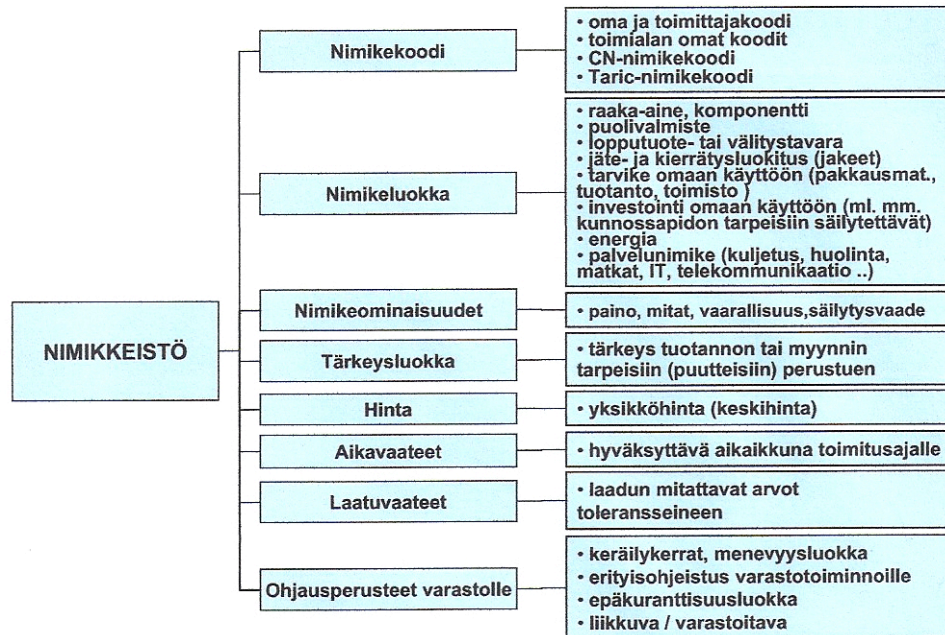 NIMIKKEISTÖ
Nimikekoodi
• oma ja toimittajakoodi
• toimialan omat koodit
• CN-nimikekoodi
• Taric-nimikekoodi
Nimikeluokka
• raaka-aine, komponentti
• puolivalmiste
• lopputuote- tai välitystavara
• jäte- ja kierrätysluokitus (jakeet)
• tarvike omaan käyttöön (pakkausmat.,
tuotanto, toimisto )
• investointi omaan käyttöön (ml. mm.
kunnossapidon tarpeisiin säilytettävät)
• energia
• palvelunimike (kuljetus, huolinta,
matkat, IT, telekommunikaatio ..)
Nimikeominaisuudet
• paino, mitat, vaarallisuus,säilytysvaade
Tärkeysluokka
• tärkeys tuotannon tai myynnin
tarpeisiin (puutteisiin) perustuen
Hinta
• yksikköhinta (keskihinta)
Aikavaateet
• hyväksyttävä aikaikkuna toimitusajalle
Laatuvaateet
• laadun mitattavat arvot
toleransseineen
Ohjausperusteet varastolle
• keräilykerrat, menevyysluokka
• erityisohjeistus varastotoiminnoille
• epäkuranttisuusluokka
• liikkuva / varastoitava